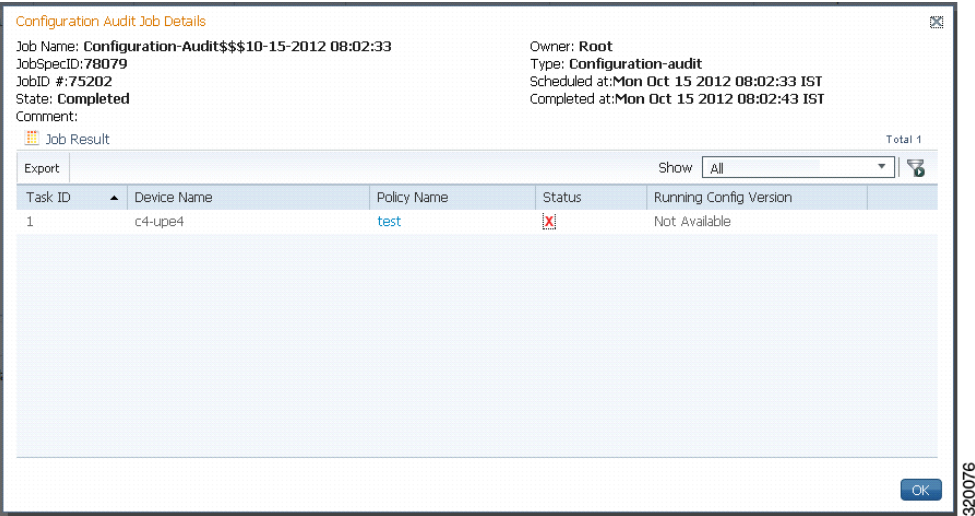 Configuration Audit Job Details
Job Name: Configuration-Audit$$$10-15-2012 08:02:33
Owner: Root
JobSpecID:78079
Type: Configuration-audit
JobID #:75202
Scheduled at:Mon Oct 15 2012 08:02:33 IST
State: Completed
Completed at:Mon Oct 15 2012 08:02:43 IST
Comment:
Job Result
Total 1
Export
Show All
Task ID Device Name Policy Name Status Running Config Version
1 c4-upe4 test X Not Available
OK
320076